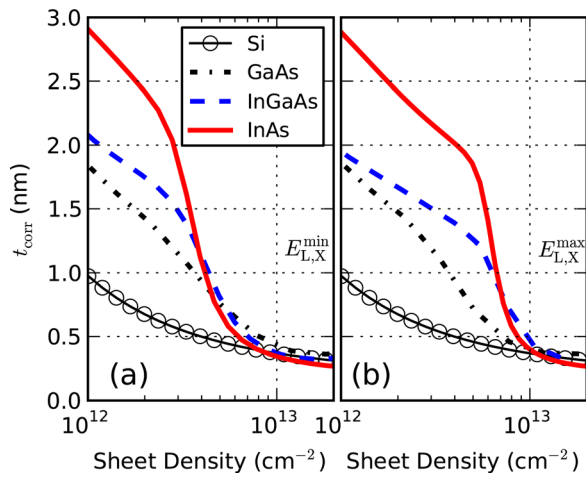 3.0
2.5
2.0
1.5
1.0
0.5
0.0
t_corr (nm)
Si
GaAs
InGaAs
InAs
E_L,X^min
E_L,X^max
(a)
(b)
10^12
10^13
10^12
10^13
Sheet Density (cm^−2)
Sheet Density (cm^−2)